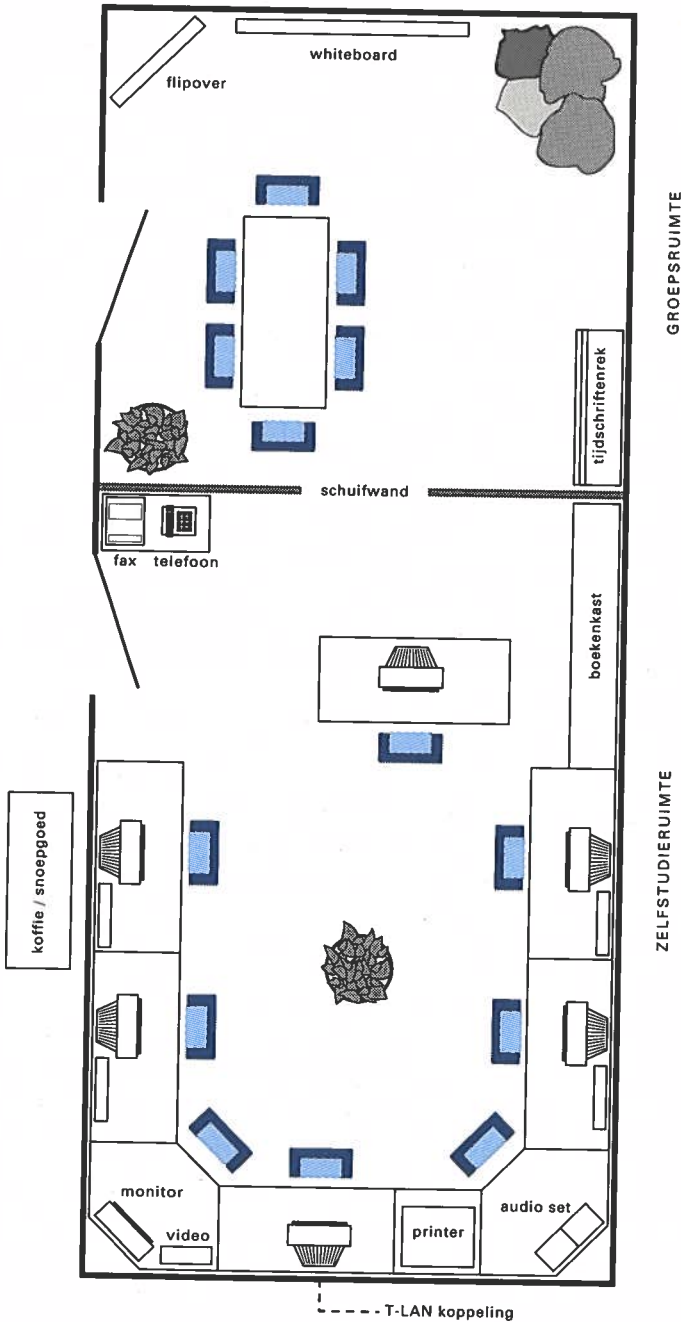 whiteboard
flipover
GROEPSRUIMTE
tijdschriftenrek
schuifwand
fax telefoon
boekenkast
koffie / snoepgoed
ZELFSTUDIERUIMTE
monitor
video
printer
audio set
T-LAN koppeling